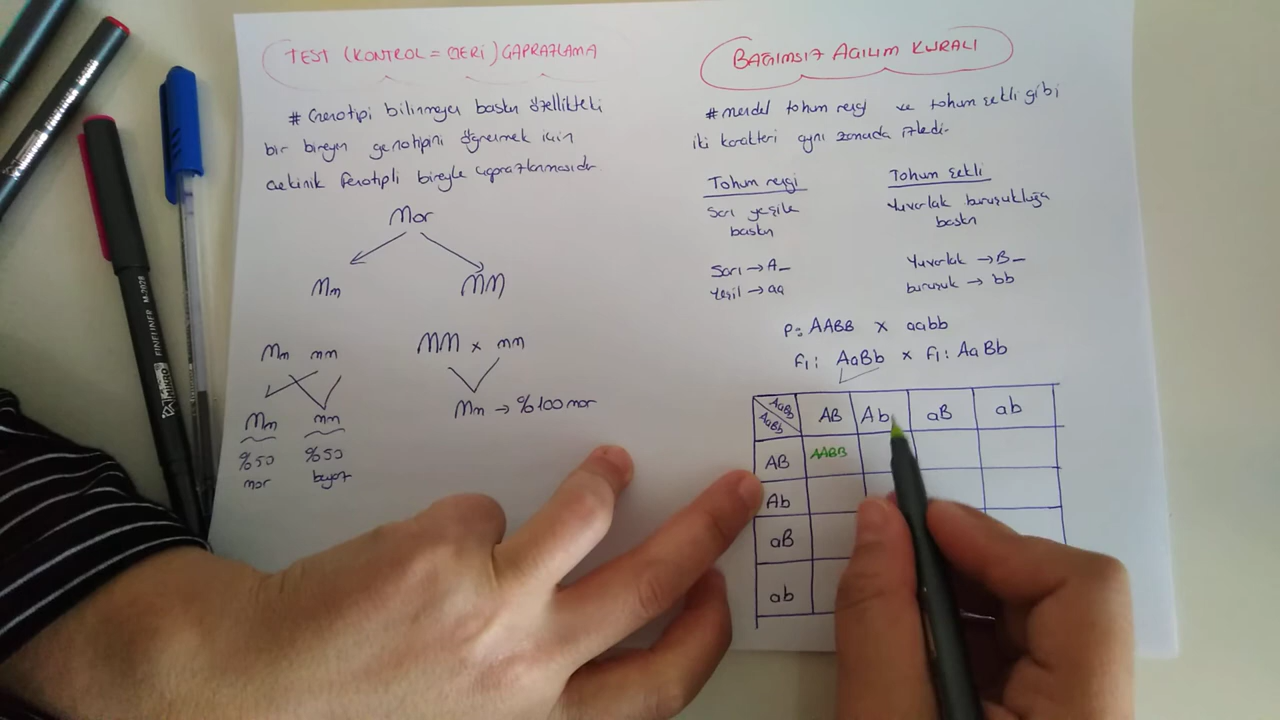 TEST (KONTROL = GERİ) ÇAPRAZLAMA
# Genotipi bilinmeyen baskın özellikteki
bir bireyin genotipini öğrenmek için
çekinik fenotipli bireyle çaprazlanmasıdır.
Mor
Mm MM
Mm mm
Mm mm
%50 %50
mor beyaz
MM x mm
Mm → %100 mor
BAĞIMSIZ AÇILIM KURALI
# mendel tohum rengi ve tohum şekli gibi
iki karakteri aynı zamanda izledi.
Tohum rengi
Sarı yeşile
baskın
Sarı → A_
Yeşil → aa
Tohum şekli
Yuvarlak buruşukluğa
baskın
Yuvarlak → B_
buruşuk → bb
P: AABB x aabb
F1: AaBb x F1: AaBb
AaBb AB Ab aB ab
AaBb
AB AABB
Ab
aB
ab
FINELINER M-2028